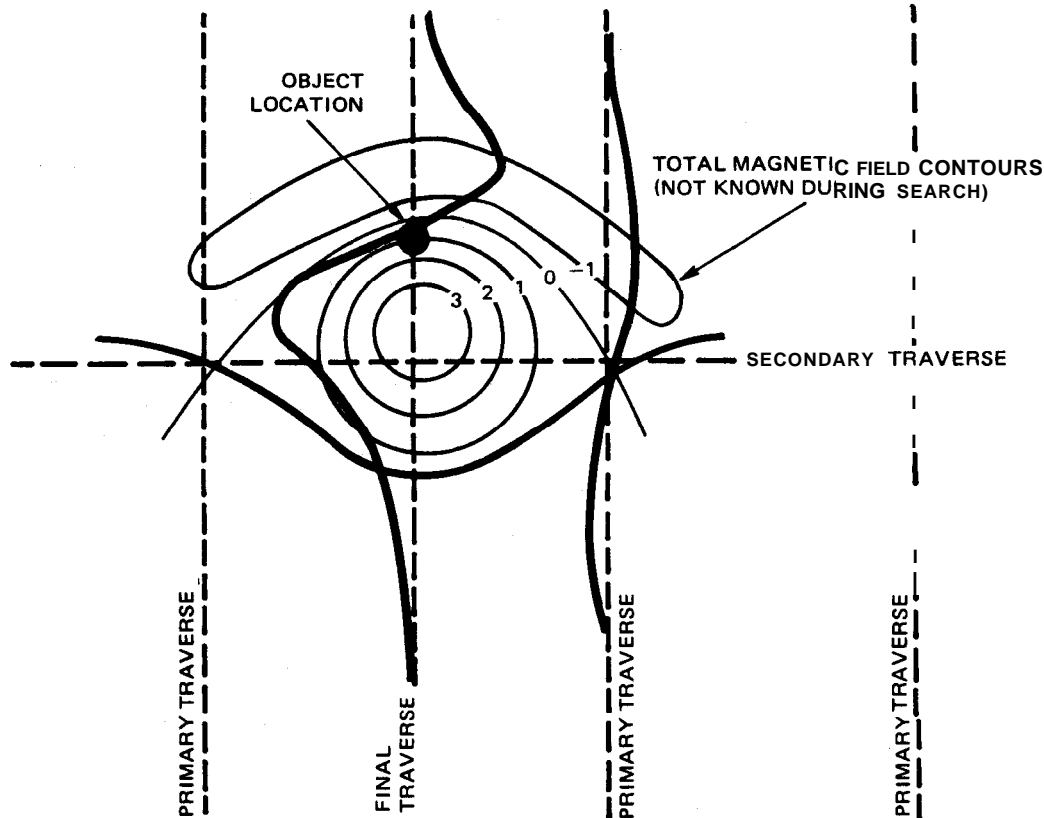 OBJECT
LOCATION
TOTAL MAGNETIC FIELD CONTOURS
(NOT KNOWN DURING SEARCH)
3 2 1 0 -1
SECONDARY TRAVERSE
PRIMARY TRAVERSE
FINAL
TRAVERSE
PRIMARY TRAVERSE
PRIMARY TRAVERSE